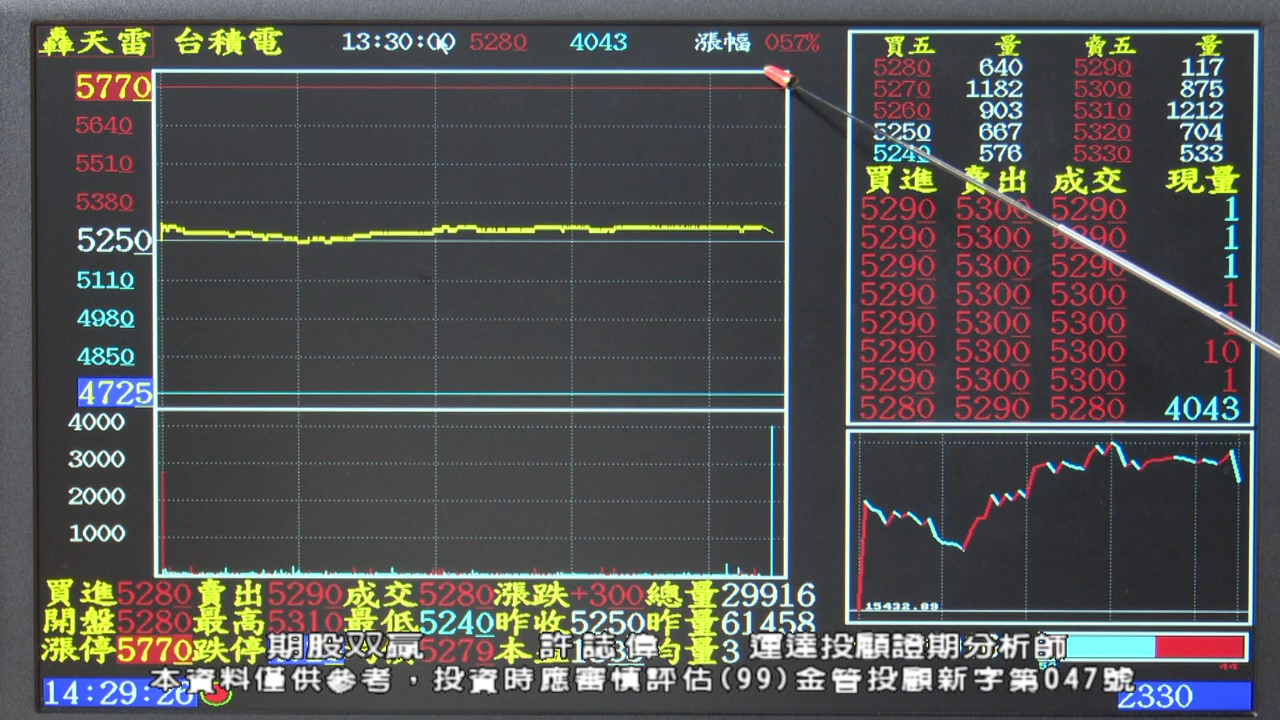 轟天雷 台積電 13:30:00 5280 4043 漲幅 057%
5770
5640
5510
5380
5250
5110
4980
4850
4725
4000
3000
2000
1000
買五 量 賣五 量
5280 640 5290 117
5270 1182 5300 875
5260 903 5310 1212
5250 667 5320 704
5240 576 5330 533
買進 賣出 成交 現量
5290 5300 5290 1
5290 5300 5290 1
5290 5300 5290 1
5290 5300 5300 1
5290 5300 5300 1
5290 5300 5300 10
5290 5300 5300 1
5280 5290 5280 4043
15432.89
買進5280賣出5290成交5280漲跌+300總量29916
開盤5280最高5310最低5240昨收5250昨量61458
漲停5770跌停 5279本 均量3
44
期股双贏 許誌偉 運達投顧證期分析師
本資料僅供參考，投資時應審慎評估(99)金管投顧新字第047號
14:29:26 2330